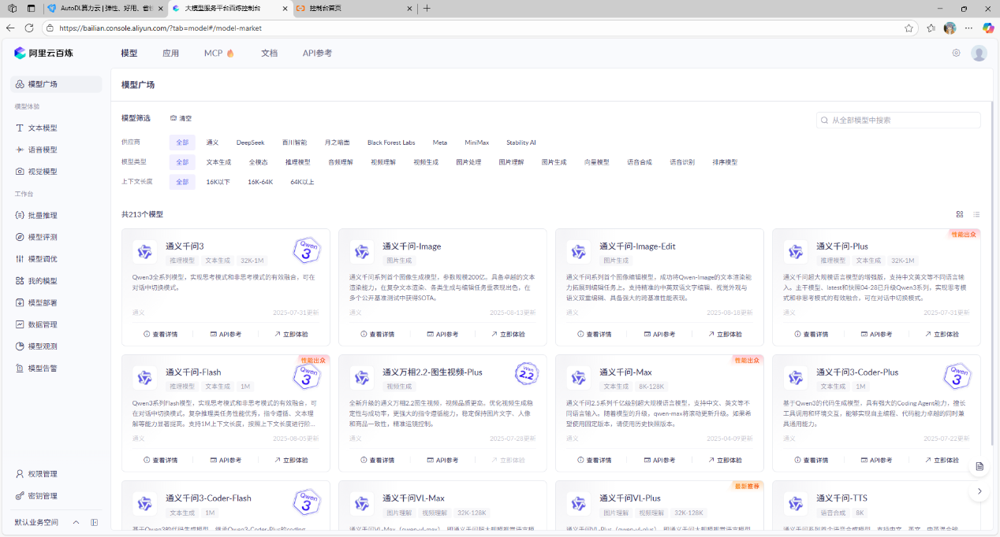 AutoDL算力云 | 弹性、好用、省钱
大模型服务平台百炼控制台
控制台首页
https://bailian.console.aliyun.com/?tab=model#/model-market
阿里云百炼
模型
应用
MCP
文档
API参考
模型广场
模型体验
文本模型
语音模型
视觉模型
工作台
批量推理
模型评测
模型调优
我的模型
模型部署
数据管理
模型观测
模型告警
权限管理
密钥管理
默认业务空间
模型广场
模型筛选 清空
从全部模型中搜索
供应商 全部 通义 DeepSeek 百川智能 月之暗面 Black Forest Labs Meta MiniMax Stability AI
模型类型 全部 文本生成 全模态 推理模型 音频理解 视频理解 视频生成 图片处理 图片理解 图片生成 向量模型 语音合成 语音识别 排序模型
上下文长度 全部 16K以下 16K-64K 64K以上
共213个模型
通义千问3
Qwen 3
推理模型 文本生成 32K-1M
Qwen3全系列模型，实现思考模式和非思考模式的有效融合，可在
对话中切换模式。
通义 2025-07-31更新
查看详情 API参考 立即体验
通义千问-Image
图片生成
通义千问系列首个图像生成模型，参数规模200亿。具备卓越的文本
渲染能力，在复杂文本渲染、各类生成与编辑任务重表现出色，在
多个公开基准测试中获得SOTA。
通义 2025-08-13更新
查看详情 API参考 立即体验
通义千问-Image-Edit
图片生成
通义千问系列首个图像编辑模型，成功将Qwen-Image的文本渲染能
力拓展到编辑任务上。支持精准的中英双语文字编辑、视觉外观与
语义双重编辑、具备强大的跨基准性能表现。
通义 2025-08-18更新
查看详情 API参考 立即体验
性能出众
通义千问-Plus
推理模型 文本生成 32K-1M
通义千问超大规模语言模型的增强版，支持中文英文等不同语言输
入。主干模型、latest和快照04-28已升级Qwen3系列，实现思考模
式和非思考模式的有效融合，可在对话中切换模式。
通义 2025-07-31更新
查看详情 API参考 立即体验
性能出众
通义千问-Flash
Qwen 3
推理模型 文本生成 1M
Qwen3系列Flash模型，实现思考模式和非思考模式的有效融合，可
在对话中切换模式。复杂推理类任务性能优秀，指令遵循、文本理
解等能力显著提高。支持1M上下文长度，按照上下文长度进行阶...
通义 2025-08-05更新
查看详情 API参考 立即体验
通义万相2.2-图生视频-Plus
Wan 2.2
视频生成
全新升级的通义万相2.2图生视频，视频品质更高。优化视频生成稳
定性与成功率，更强大的指令遵循能力，稳定保持图片文字、人像
和商品一致性，精准运镜控制。
通义 2025-07-28更新
查看详情 API参考 立即体验
性能出众
通义千问-Max
文本生成 8K-128K
通义千问2.5系列千亿级别超大规模语言模型，支持中文、英文等不
同语言输入。随着模型的升级，qwen-max将滚动更新升级。如果希
望使用固定版本，请使用历史快照版本。
通义 2025-04-09更新
查看详情 API参考 立即体验
通义千问3-Coder-Plus
Qwen 3
文本生成 1M
基于Qwen3的代码生成模型，具有强大的Coding Agent能力，擅长
工具调用和环境交互，能够实现自主编程、代码能力卓越的同时兼
具通用能力。
通义 2025-07-22更新
查看详情 API参考 立即体验
通义千问3-Coder-Flash
Qwen 3
文本生成 1M
基于Qwen3的代码生成模型，继承Qwen3-Coder-Plus的coding
通义千问VL-Max
图片理解 视频理解 32K-128K
通义千问VL-Max（qwen-vl-max），即通义千问超大规模视觉语言模
最新推荐
通义千问VL-Plus
图片理解 视频理解 32K-128K
通义千问VL-Plus（qwen-vl-plus），即通义千问大规模视觉语言模型
通义千问-TTS
语音合成 8K
通义千问系列首个语音合成模型，支持中文、英文、中英混合输